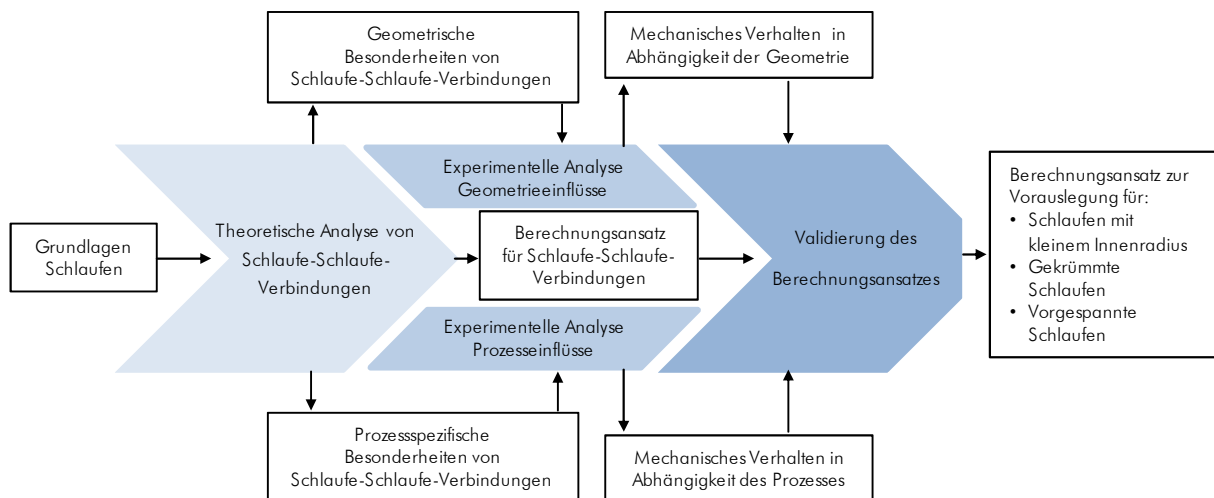 Grundlagen
Schlaufen
Theoretische Analyse von
Schlaufe-Schlaufe-
Verbindungen
Geometrische
Besonderheiten von
Schlaufe-Schlaufe-Verbindungen
Prozessspezifische
Besonderheiten von
Schlaufe-Schlaufe-Verbindungen
Experimentelle Analyse
Geometrieeinflüsse
Berechnungsansatz
für Schlaufe-Schlaufe-
Verbindungen
Experimentelle Analyse
Prozesseinflüsse
Mechanisches Verhalten in
Abhängigkeit der Geometrie
Mechanisches Verhalten in
Abhängigkeit des Prozesses
Validierung des
Berechnungsansatzes
Berechnungsansatz zur
Vorauslegung für:
• Schlaufen mit
kleinem Innenradius
• Gekrümmte
Schlaufen
• Vorgespannte
Schlaufen